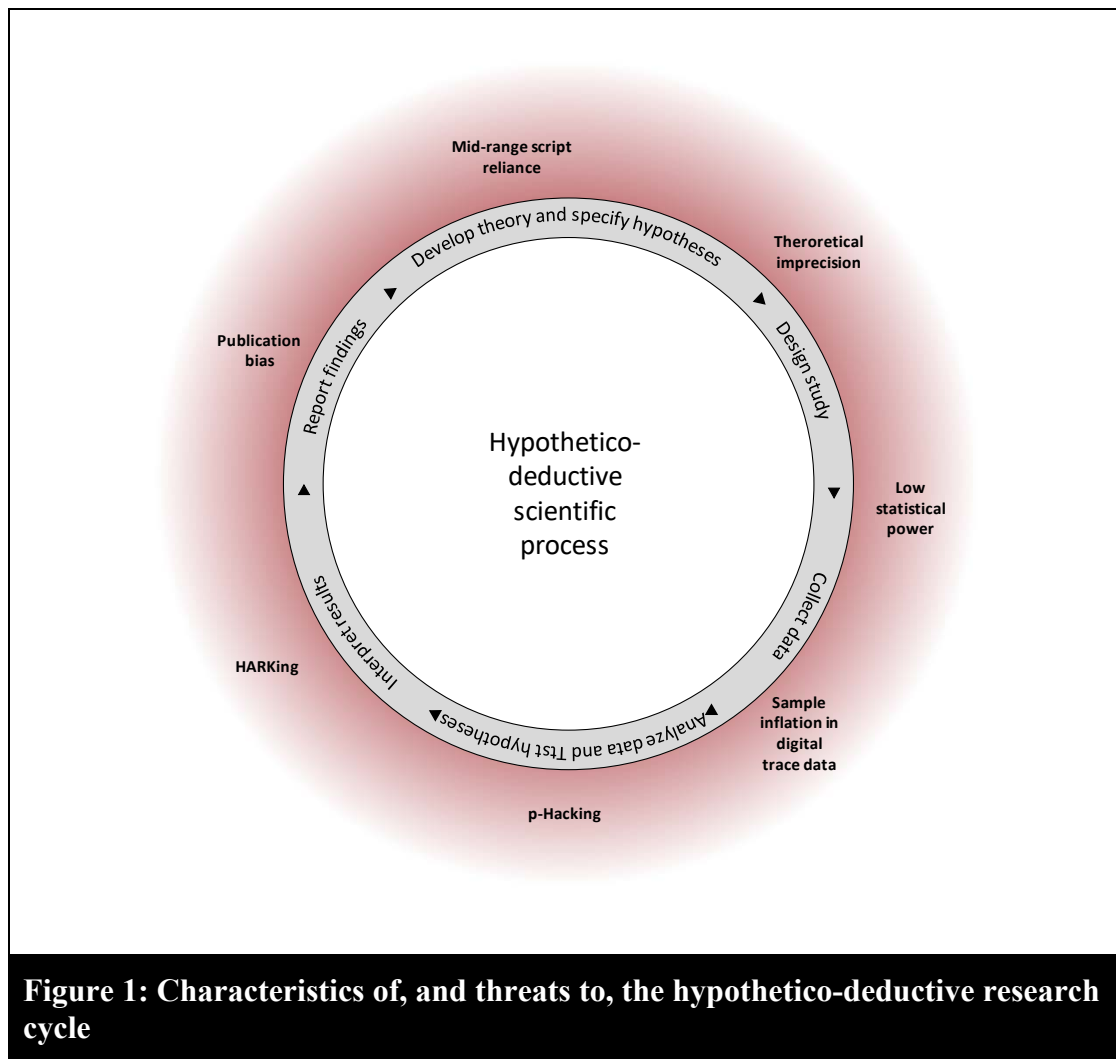 Mid-range script
reliance
Develop theory and specify hypotheses
Theroretical
imprecision
Design study
Low
statistical
power
Collect data
Sample
inflation in
digital
trace data
Analyze data and Ttst hypotheses
p-Hacking
Interpret results
HARKing
Report findings
Publication
bias
Hypothetico-
deductive
scientific
process
Figure 1: Characteristics of, and threats to, the hypothetico-deductive research
cycle